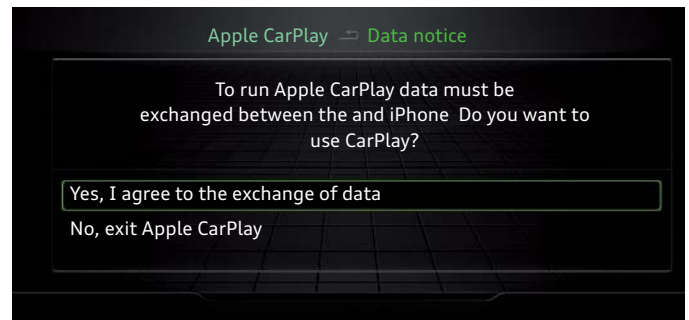 Apple CarPlay Data notice
To run Apple CarPlay data must be
exchanged between the and iPhone Do you want to
use CarPlay?
Yes, I agree to the exchange of data
No, exit Apple CarPlay